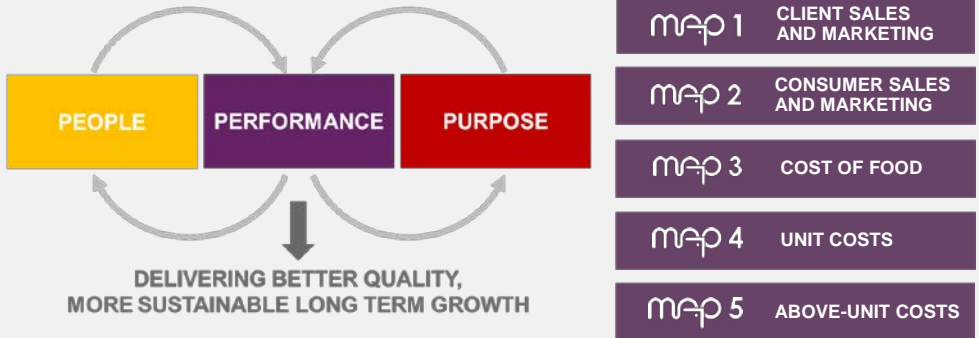 PEOPLE
PERFORMANCE
PURPOSE
DELIVERING BETTER QUALITY,
MORE SUSTAINABLE LONG TERM GROWTH
map 1
CLIENT SALES
AND MARKETING
map 2
CONSUMER SALES
AND MARKETING
map 3
COST OF FOOD
map 4
UNIT COSTS
map 5
ABOVE-UNIT COSTS